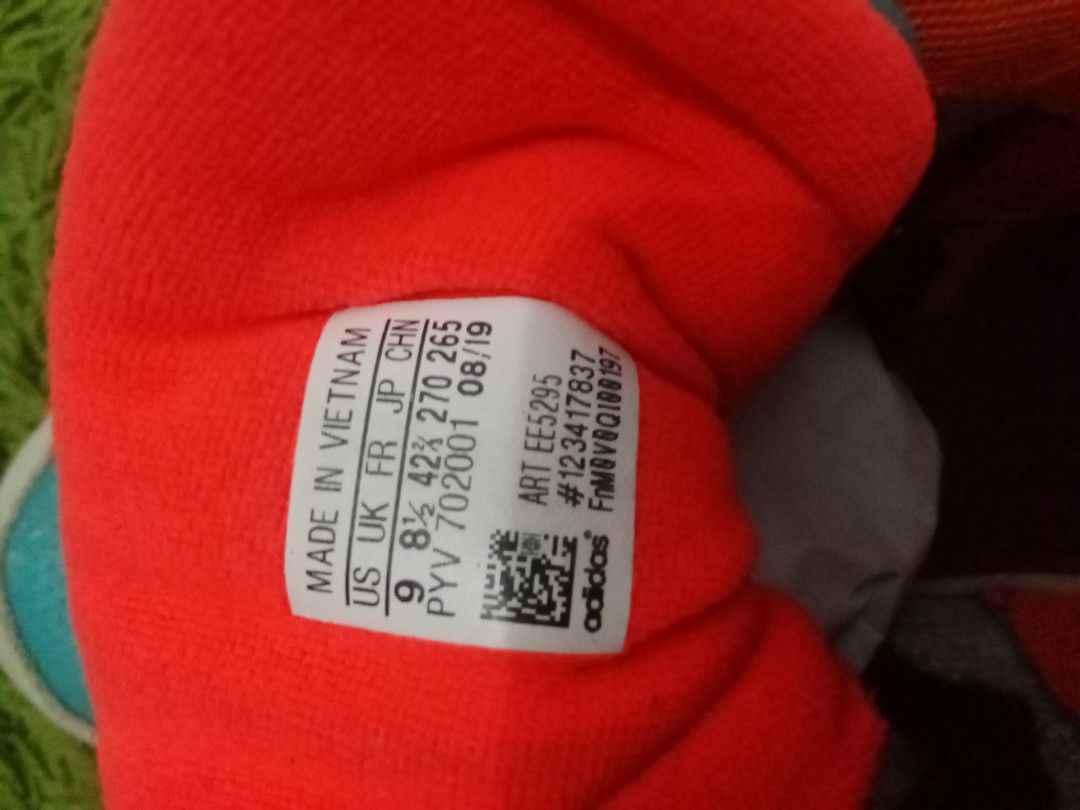 MADE IN VIETNAM
US UK FR JP CHN
9 8½ 42⅔ 270 265
PYV 702001 08/19
ART EE5295
#123417837
FnM0V0QI00197
adidas®